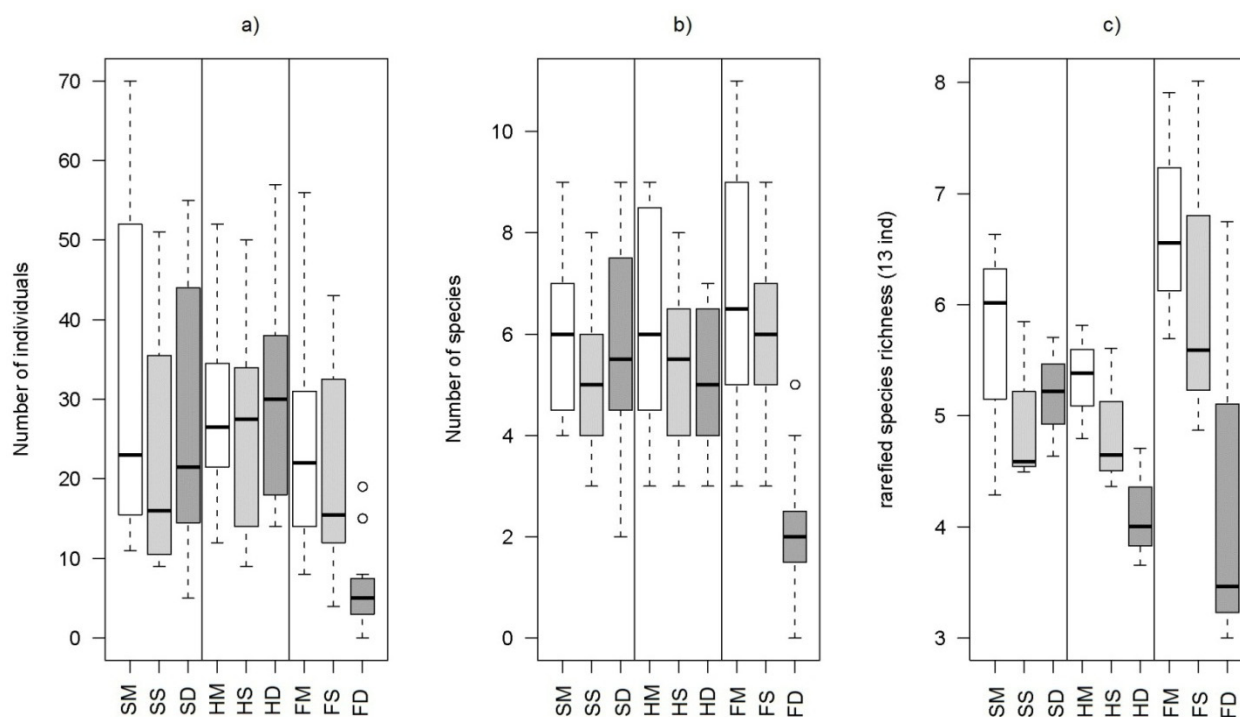 a)
Number of individuals
70
60
50
40
30
20
10
0
SM SS SD HM HS HD FM FS FD
b)
Number of species
10
8
6
4
2
0
SM SS SD HM HS HD FM FS FD
c)
rarefied species richness (13 ind)
8
7
6
5
4
3
SM SS SD HM HS HD FM FS FD